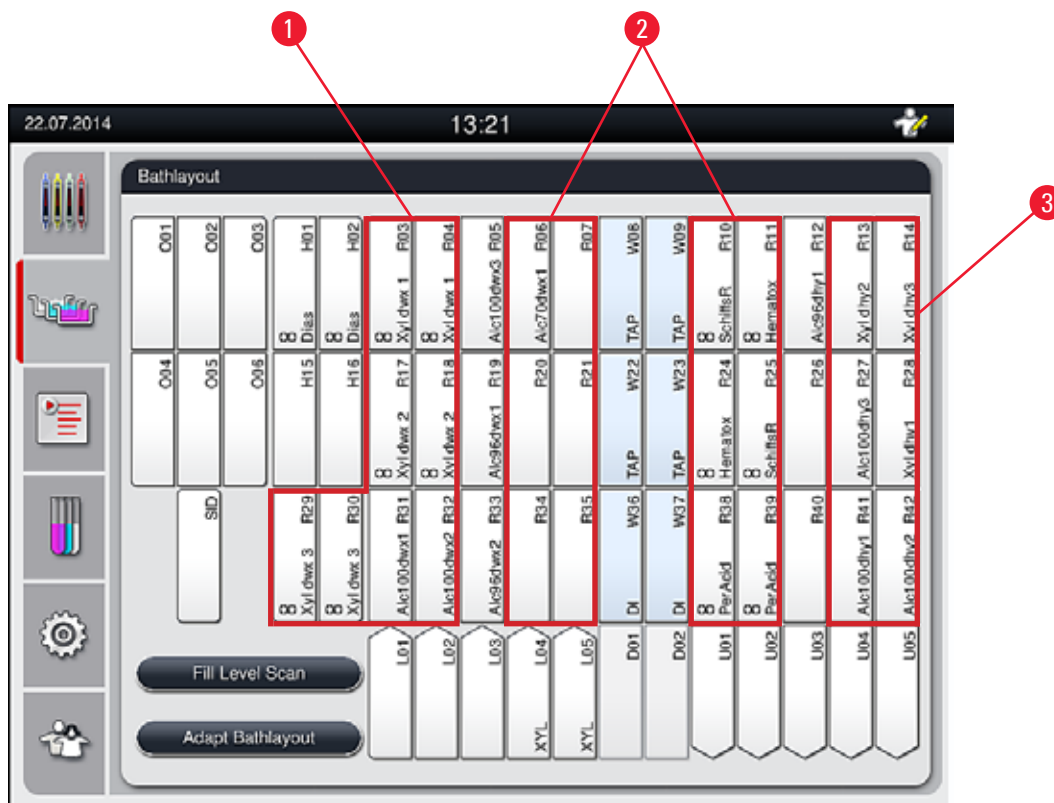 1
2
3
22.07.2014
13:21
Bathlayout
O01
O02
O03
H01
Dias
H02
Dias
R03
Xyl dwx 1
R04
Xyl dwx 1
R05
Alc100dwx3
R06
Alc70dwx1
R07
W08
TAP
W09
TAP
R10
SchiffsR
R11
Hematox
R12
Alc96dhy1
R13
Xyl dhy2
R14
Xyl dhy3
O04
O05
O06
H15
H16
R17
Xyl dwx 2
R18
Xyl dwx 2
R19
Alc96dwx1
R20
R21
W22
TAP
W23
TAP
R24
Hematox
R25
SchiffsR
R26
R27
Alc100dhy3
R28
Xyl dhy1
SID
R29
Xyl dwx 3
R30
Xyl dwx 3
R31
Alc100dwx1
R32
Alc100dwx2
R33
Alc96dwx2
R34
R35
W36
DI
W37
DI
R38
PerAcid
R39
PerAcid
R40
R41
Alc100dhy1
R42
Alc100dhy2
L01
L02
L03
L04
XYL
L05
XYL
D01
D02
U01
U02
U03
U04
U05
Fill Level Scan
Adapt Bathlayout